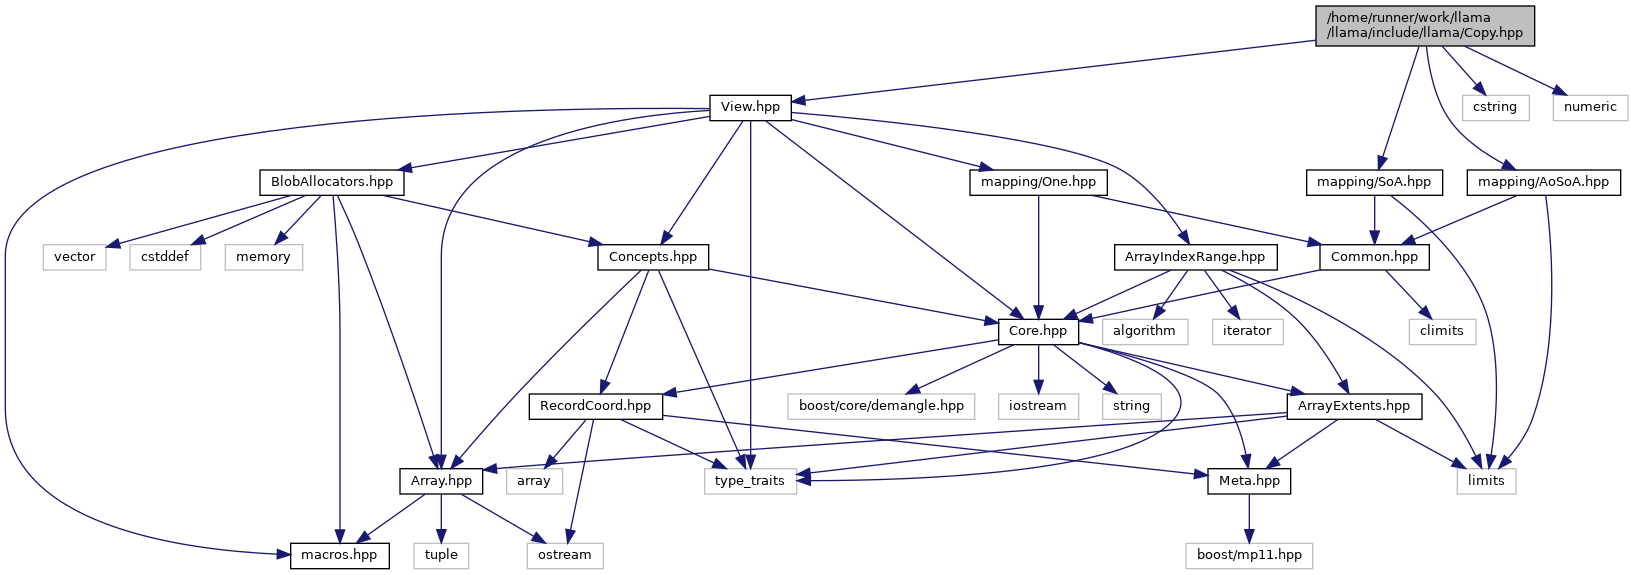 /home/runner/work/llama
/llama/include/llama/Copy.hpp
View.hpp
cstring
numeric
BlobAllocators.hpp
mapping/One.hpp
mapping/SoA.hpp
mapping/AoSoA.hpp
vector
cstddef
memory
Concepts.hpp
ArrayIndexRange.hpp
Common.hpp
Core.hpp
algorithm
iterator
climits
RecordCoord.hpp
boost/core/demangle.hpp
iostream
string
ArrayExtents.hpp
Array.hpp
array
type_traits
Meta.hpp
limits
macros.hpp
tuple
ostream
boost/mp11.hpp